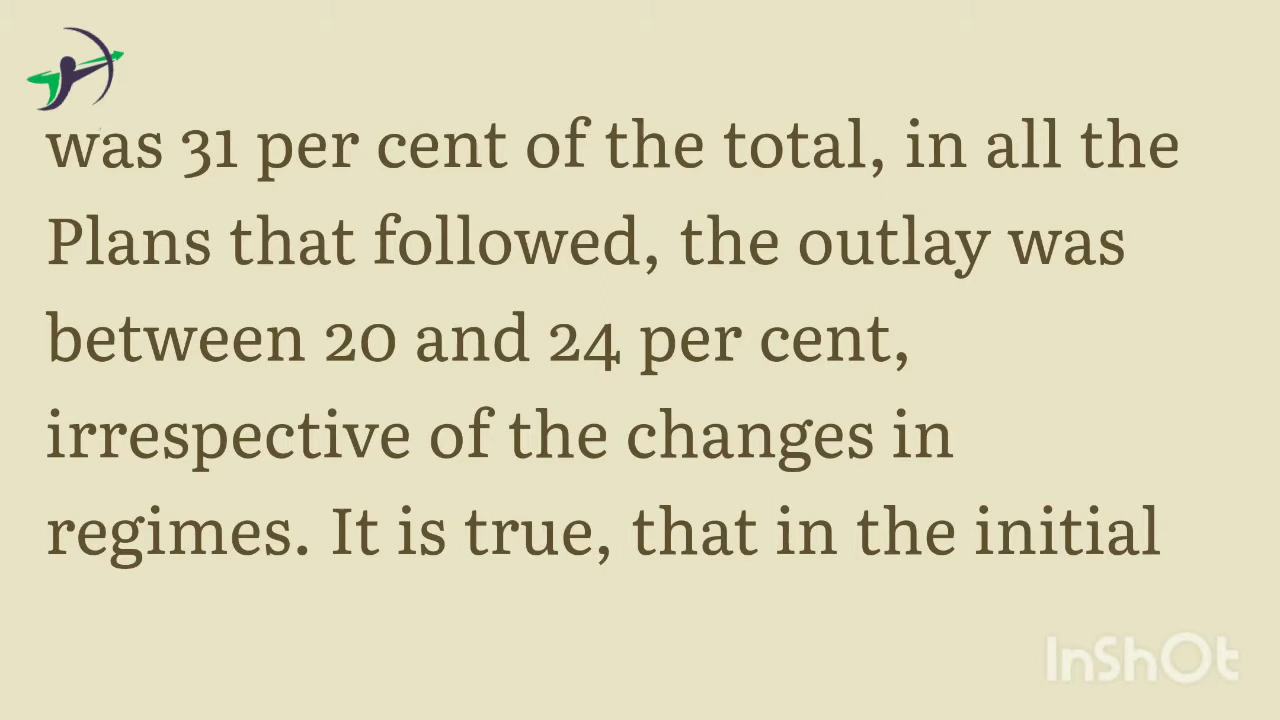 was 31 per cent of the total, in all the
Plans that followed, the outlay was
between 20 and 24 per cent,
irrespective of the changes in
regimes. It is true, that in the initial
InShOt